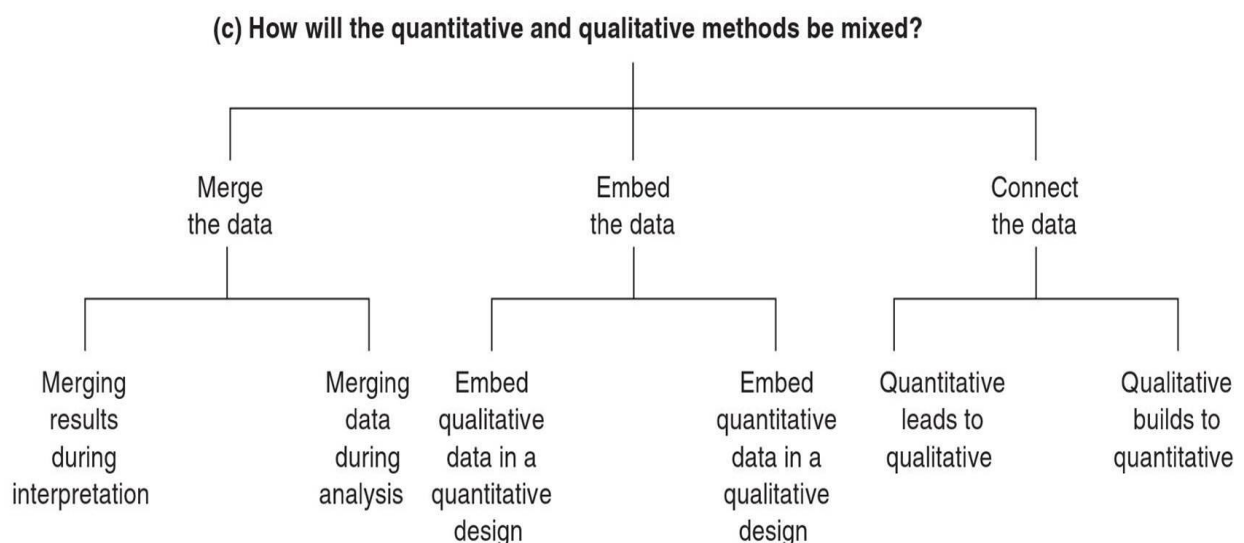 (c) How will the quantitative and qualitative methods be mixed?
Merge
the data
Embed
the data
Connect
the data
Merging
results
during
interpretation
Merging
data
during
analysis
Embed
qualitative
data in a
quantitative
design
Embed
quantitative
data in a
qualitative
design
Quantitative
leads to
qualitative
Qualitative
builds to
quantitative